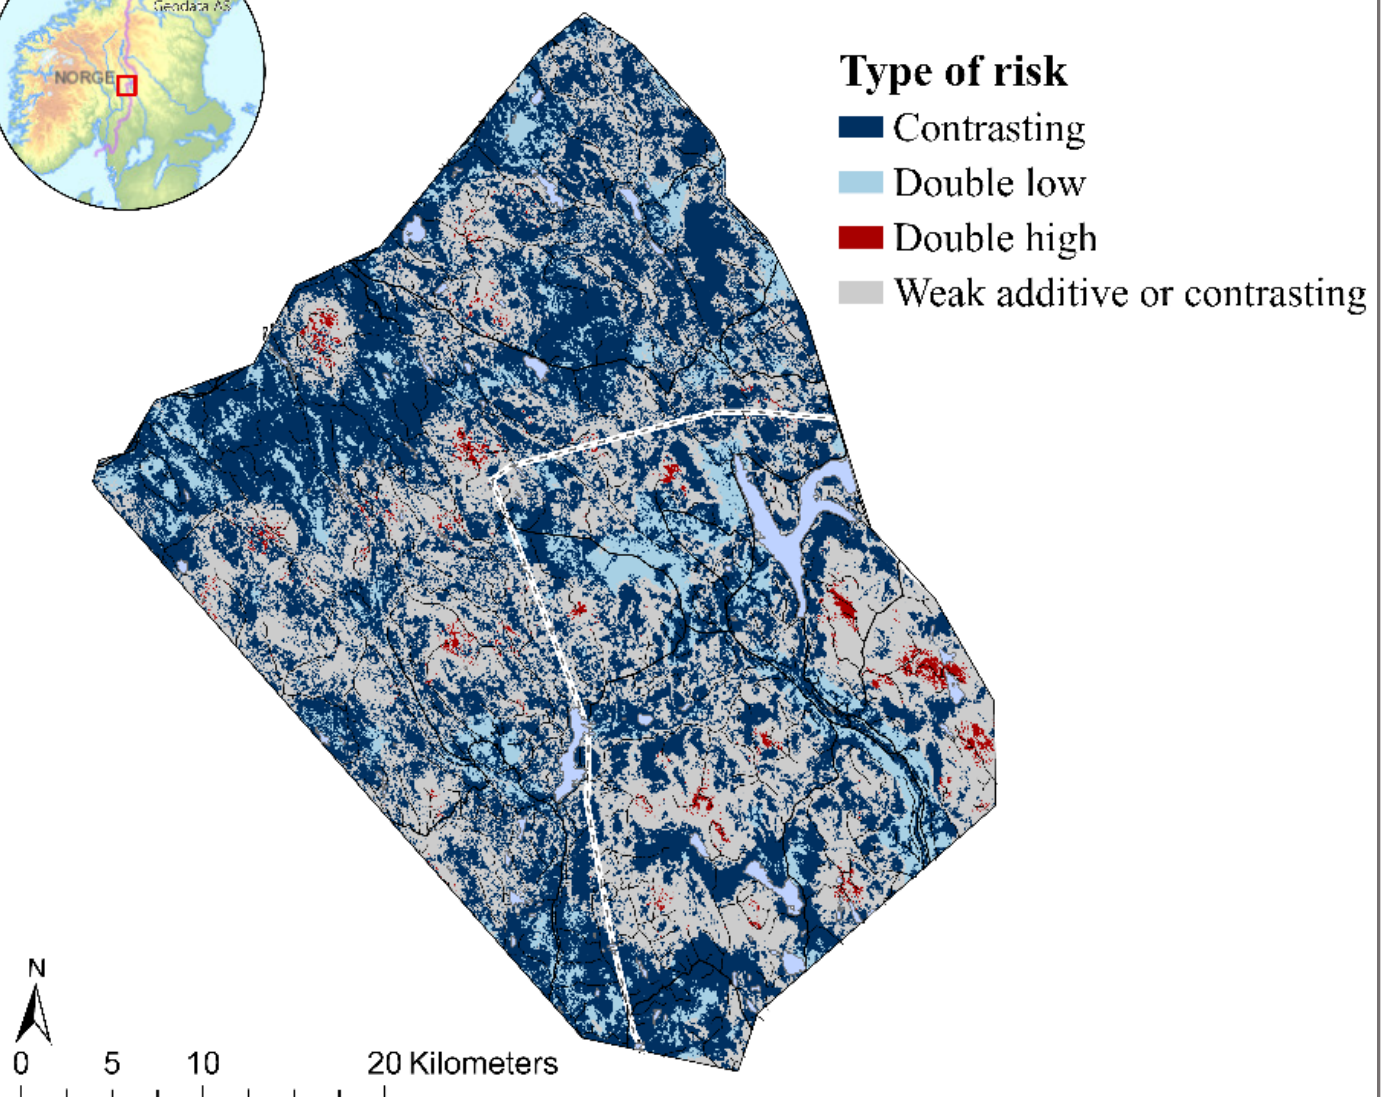 Geodata AS
NORGE
Type of risk
Contrasting
Double low
Double high
Weak additive or contrasting
N
0 5 10 20 Kilometers